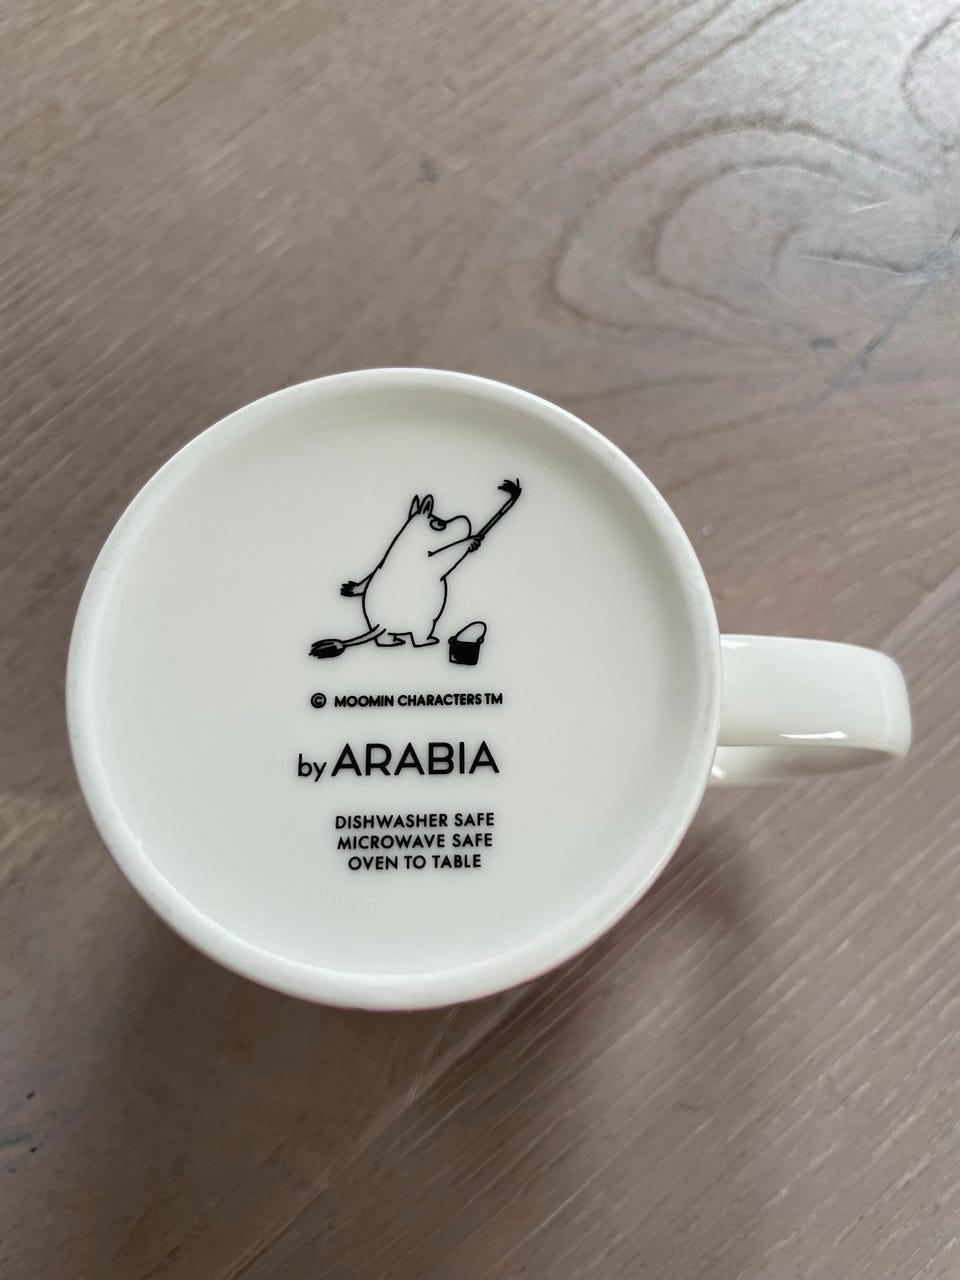 © MOOMIN CHARACTERS TM
by ARABIA
DISHWASHER SAFE
MICROWAVE SAFE
OVEN TO TABLE